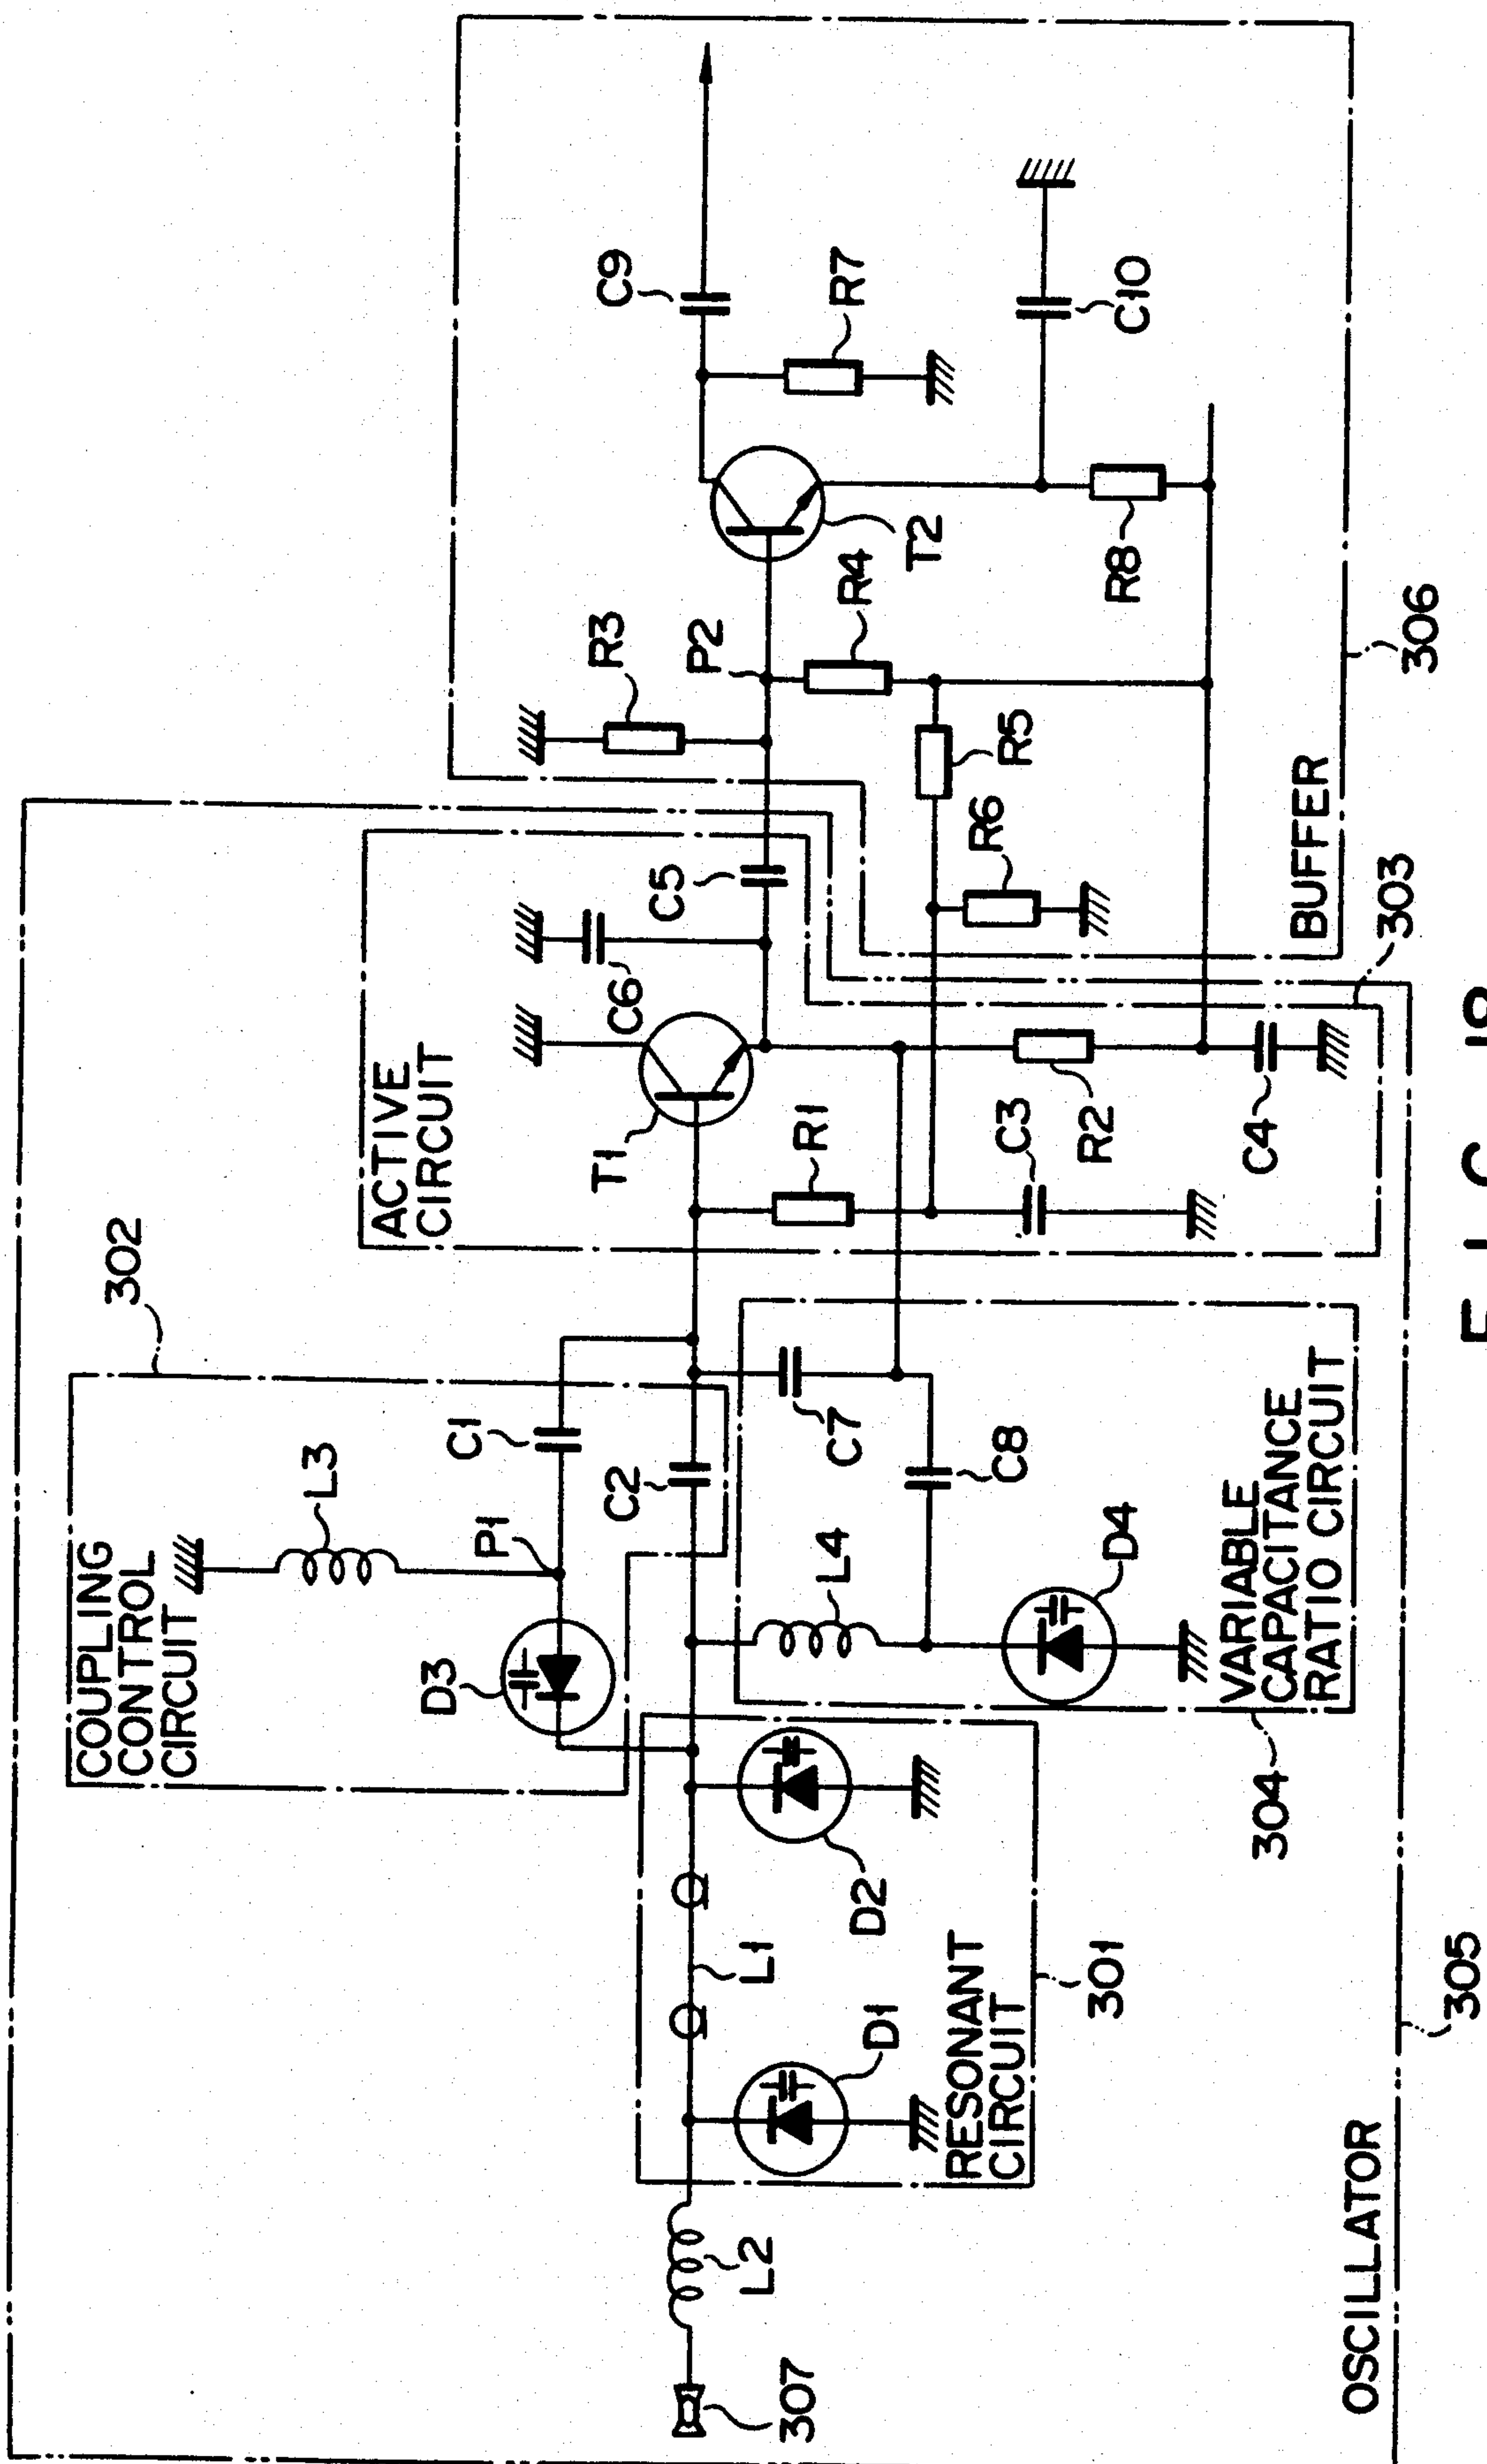 302
COUPLING
CONTROL
CIRCUIT
L3
P1
C1
D3
C2
ACTIVE
CIRCUIT
T1
C6
C5
R1
C3
R2
C4
303
R3
P2
R4
T2
C9
R7
C10
R8
R5
R6
BUFFER
306
307
L2
L1
D1
D2
RESONANT
CIRCUIT
301
L4
C7
C8
D4
VARIABLE
CAPACITANCE
RATIO CIRCUIT
304
OSCILLATOR
305